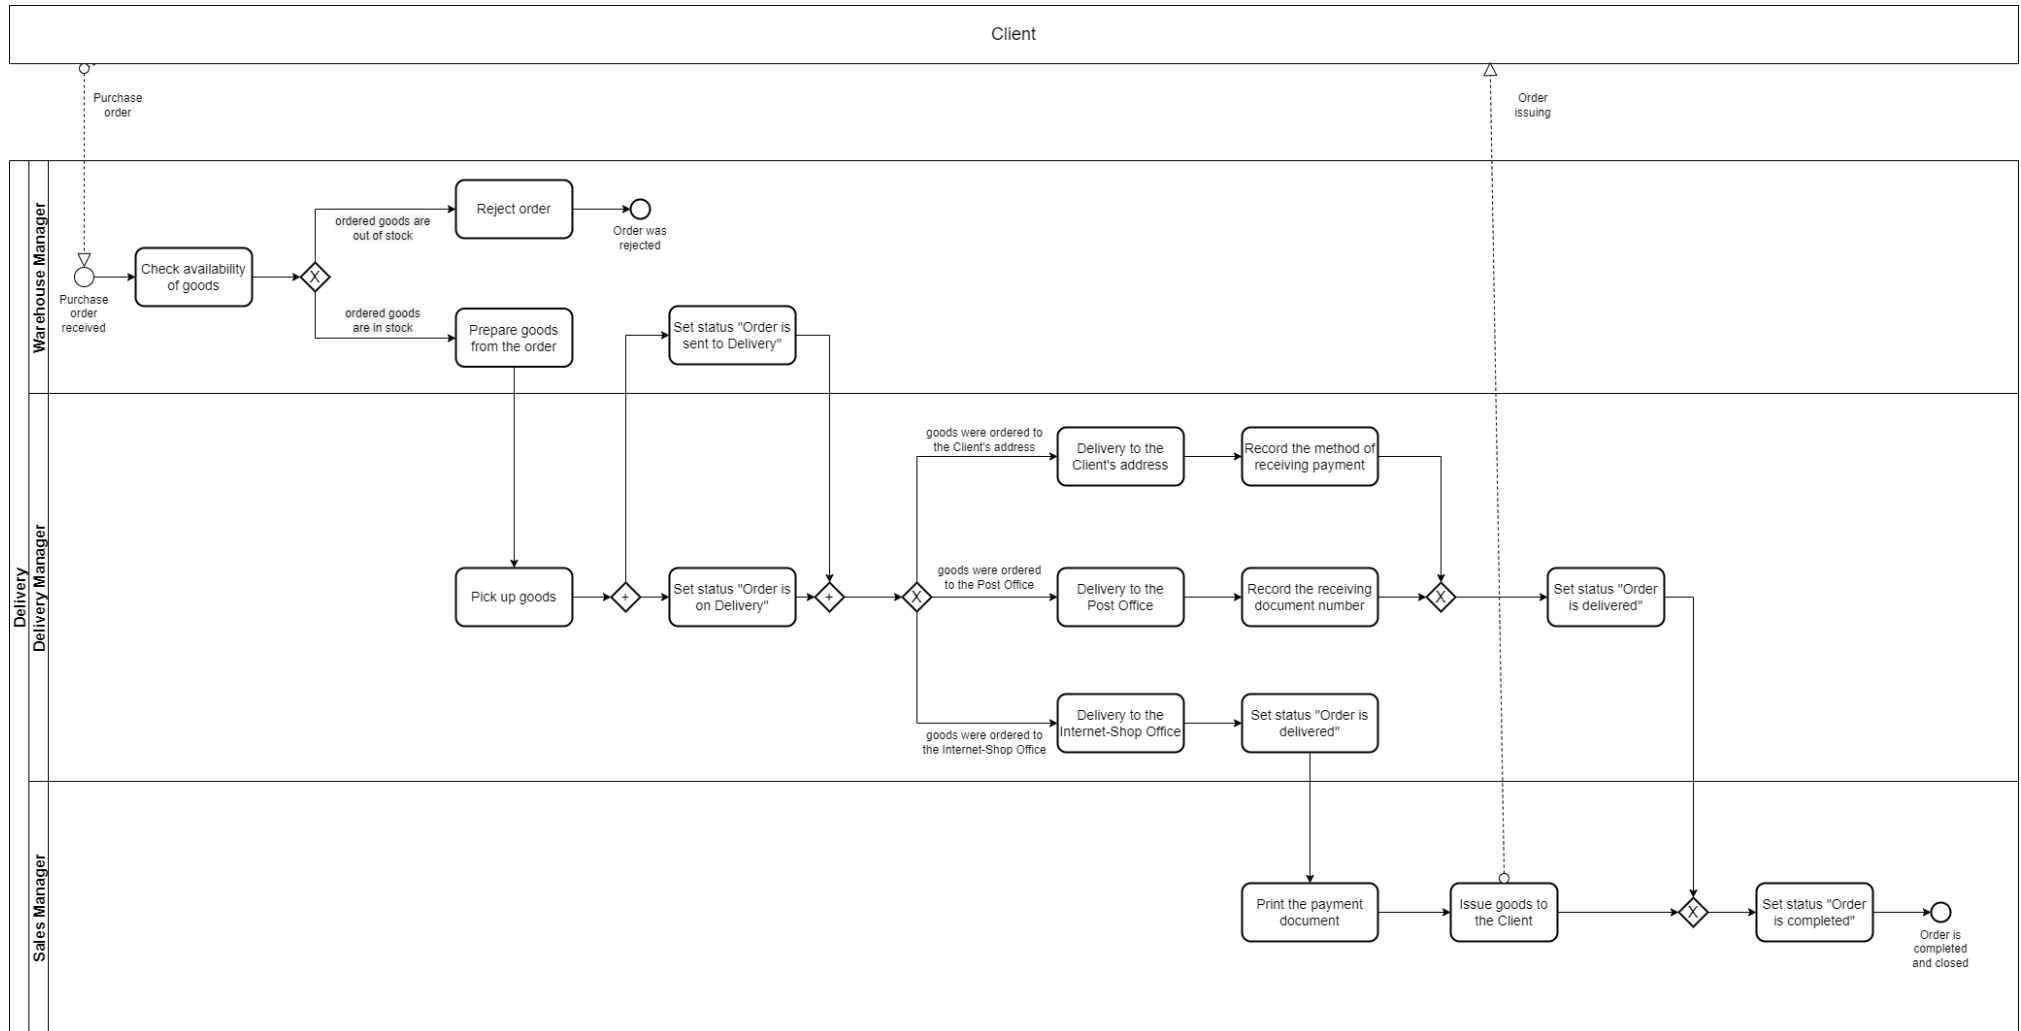 Client
Purchase
order
Order
issuing
Delivery
Warehouse Manager
Purchase
order
received
Check availability
of goods
X
ordered goods are
out of stock
Reject order
Order was
rejected
ordered goods
are in stock
Prepare goods
from the order
Set status "Order is
sent to Delivery"
Delivery Manager
Pick up goods
+
Set status "Order is
on Delivery"
+
X
goods were ordered to
the Client's address
Delivery to the
Client's address
Record the method of
receiving payment
goods were ordered
to the Post Office
Delivery to the
Post Office
Record the receiving
document number
X
Set status "Order
is delivered"
goods were ordered to
the Internet-Shop Office
Delivery to the
Internet-Shop Office
Set status "Order is
delivered"
Sales Manager
Print the payment
document
Issue goods to
the Client
X
Set status "Order
is completed"
Order is
completed
and closed